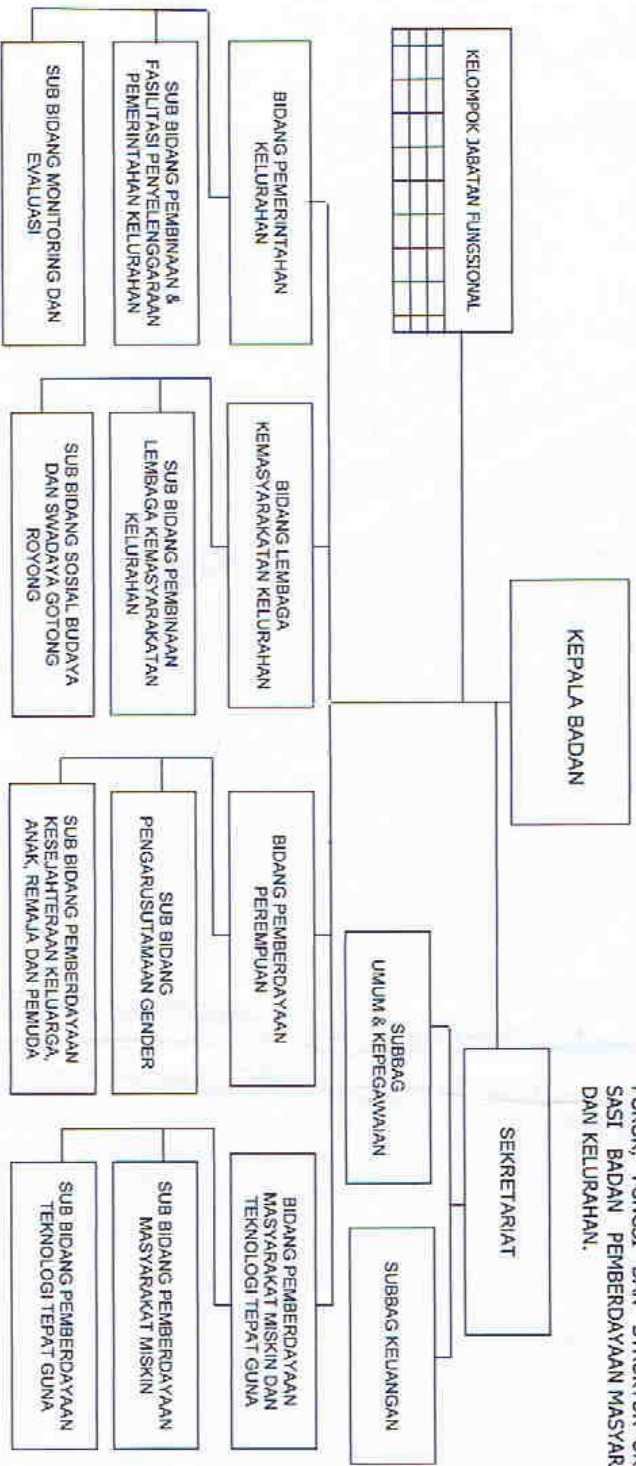 SASI BADAN PEMBERDAYAAN MASYAR
DAN KELURAHAN.
KEPALA BADAN
KELOMPOK JABATAN FUNGSIONAL
SEKRETARIAT
SUBBAG
UMUM & KEPEGAWAIAN
SUBBAG KEUANGAN
BIDANG PEMERINTAHAN
KELURAHAN
SUB BIDANG PEMBINAAN &
FASILITASI PENYELENGGARAAN
PEMERINTAHAN KELURAHAN
SUB BIDANG MONITORING DAN
EVALUASI
BIDANG LEMBAGA
KEMASYARAKATAN KELURAHAN
SUB BIDANG PEMBINAAN
LEMBAGA KEMASYARAKATAN
KELURAHAN
SUB BIDANG SOSIAL BUDAYA
DAN SWADAYA GOTONG
ROYONG
BIDANG PEMBERDAYAAN
PEREMPUAN
SUB BIDANG
PENGARUSUTAMAAN GENDER
SUB BIDANG PEMBERDAYAAN
KESEJAHTERAAN KELUARGA,
ANAK, REMAJA DAN PEMUDA
BIDANG PEMBERDAYAAN
MASYARAKAT MISKIN DAN
TEKNOLOGI TEPAT GUNA
SUB BIDANG PEMBERDAYAAN
MASYARAKAT MISKIN
SUB BIDANG PEMBERDAYAAN
TEKNOLOGI TEPAT GUNA